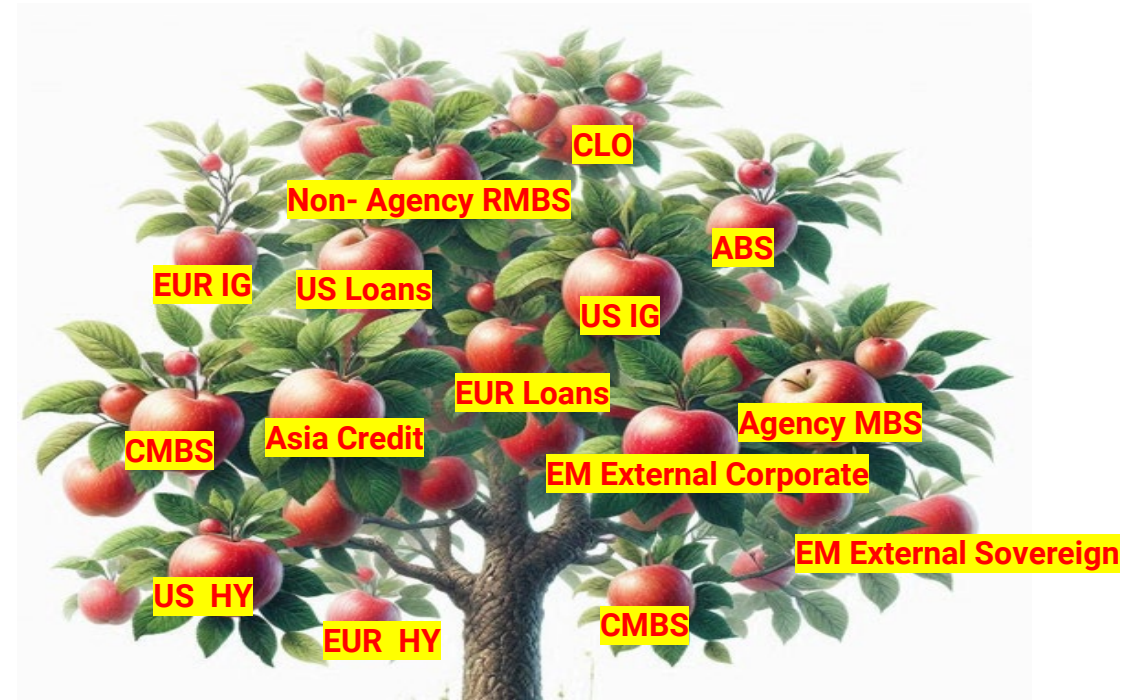 CLO
Non- Agency RMBS
ABS
EUR IG
US Loans
US IG
EUR Loans
Agency MBS
Asia Credit
CMBS
EM External Corporate
EM External Sovereign
US  HY
CMBS
EUR  HY